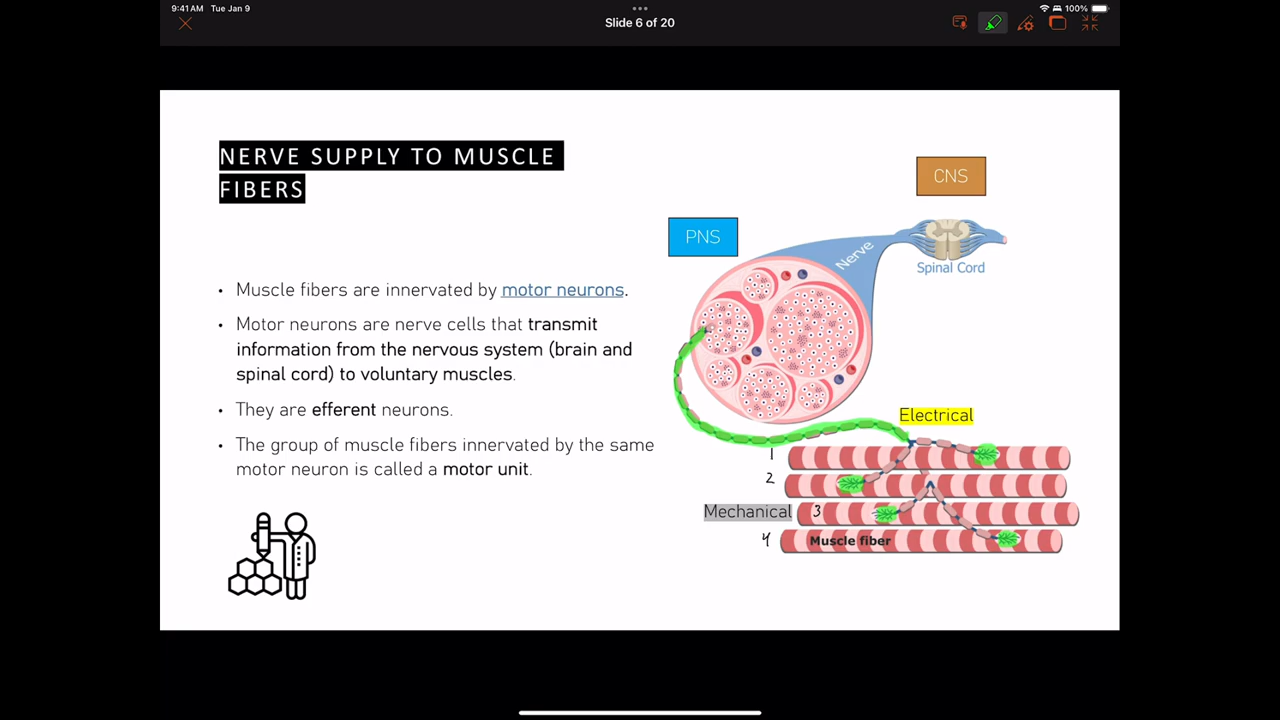 9:41 AM Tue Jan 9
100%
Slide 6 of 20
NERVE SUPPLY TO MUSCLE
FIBERS
CNS
PNS
Nerve
Spinal Cord
• Muscle fibers are innervated by motor neurons.
• Motor neurons are nerve cells that transmit
information from the nervous system (brain and
spinal cord) to voluntary muscles.
• They are efferent neurons.
• The group of muscle fibers innervated by the same
motor neuron is called a motor unit.
Electrical
1
2
Mechanical 3
4 Muscle fiber